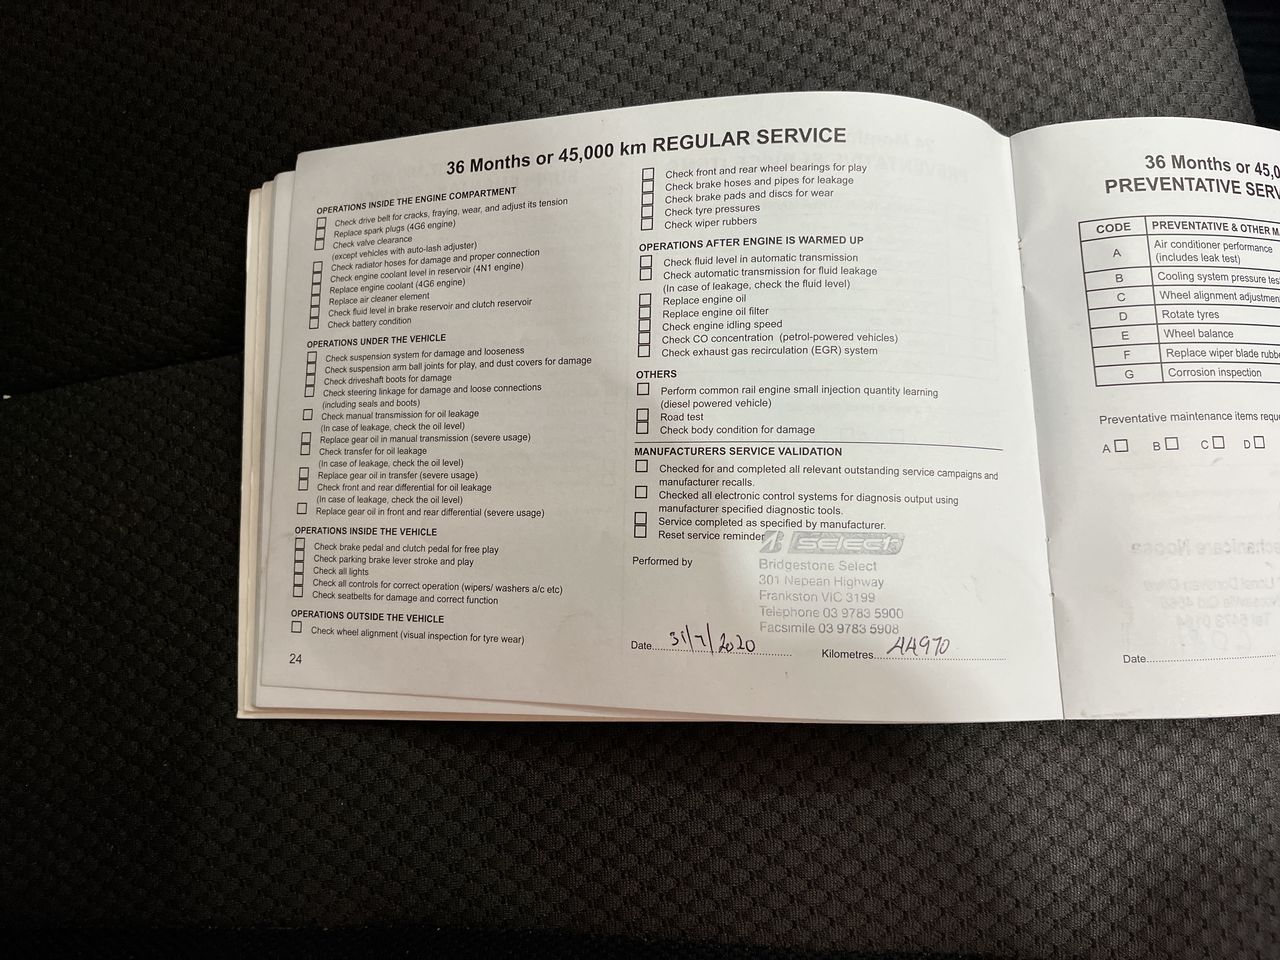 36 Months or 45,000 km REGULAR SERVICE
OPERATIONS INSIDE THE ENGINE COMPARTMENT
Check drive belt for cracks, fraying, wear, and adjust its tension
Replace spark plugs (4G6 engine)
Check valve clearance
(except vehicles with auto-lash adjuster)
Check radiator hoses for damage and proper connection
Check engine coolant level in reservoir (4N1 engine)
Replace engine coolant (4G6 engine)
Replace air cleaner element
Check fluid level in brake reservoir and clutch reservoir
Check battery condition
OPERATIONS UNDER THE VEHICLE
Check suspension system for damage and looseness
Check suspension arm ball joints for play, and dust covers for damage
Check driveshaft boots for damage
Check steering linkage for damage and loose connections
(including seals and boots)
Check manual transmission for oil leakage
(In case of leakage, check the oil level)
Replace gear oil in manual transmission (severe usage)
Check transfer for oil leakage
(In case of leakage, check the oil level)
Replace gear oil in transfer (severe usage)
Check front and rear differential for oil leakage
(In case of leakage, check the oil level)
Replace gear oil in front and rear differential (severe usage)
OPERATIONS INSIDE THE VEHICLE
Check brake pedal and clutch pedal for free play
Check parking brake lever stroke and play
Check all lights
Check all controls for correct operation (wipers/ washers a/c etc)
Check seatbelts for damage and correct function
OPERATIONS OUTSIDE THE VEHICLE
Check wheel alignment (visual inspection for tyre wear)
24
Check front and rear wheel bearings for play
Check brake hoses and pipes for leakage
Check brake pads and discs for wear
Check tyre pressures
Check wiper rubbers
OPERATIONS AFTER ENGINE IS WARMED UP
Check fluid level in automatic transmission
Check automatic transmission for fluid leakage
(In case of leakage, check the fluid level)
Replace engine oil
Replace engine oil filter
Check engine idling speed
Check CO concentration (petrol-powered vehicles)
Check exhaust gas recirculation (EGR) system
OTHERS
Perform common rail engine small injection quantity learning
(diesel powered vehicle)
Road test
Check body condition for damage
MANUFACTURERS SERVICE VALIDATION
Checked for and completed all relevant outstanding service campaigns and
manufacturer recalls.
Checked all electronic control systems for diagnosis output using
manufacturer specified diagnostic tools.
Service completed as specified by manufacturer.
Reset service reminder
SELECT
Performed by
Bridgestone Select
301 Nepean Highway
Frankston VIC 3199
Telephone 03 9783 5900
Facsimile 03 9783 5908
Date 31/7/2020
Kilometres 44970
36 Months or 45,0
PREVENTATIVE SERV
CODE PREVENTATIVE & OTHER M
A Air conditioner performance
(includes leak test)
B Cooling system pressure tes
C Wheel alignment adjustmen
D Rotate tyres
E Wheel balance
F Replace wiper blade rubbe
G Corrosion inspection
Preventative maintenance items requ
A B C D
Date